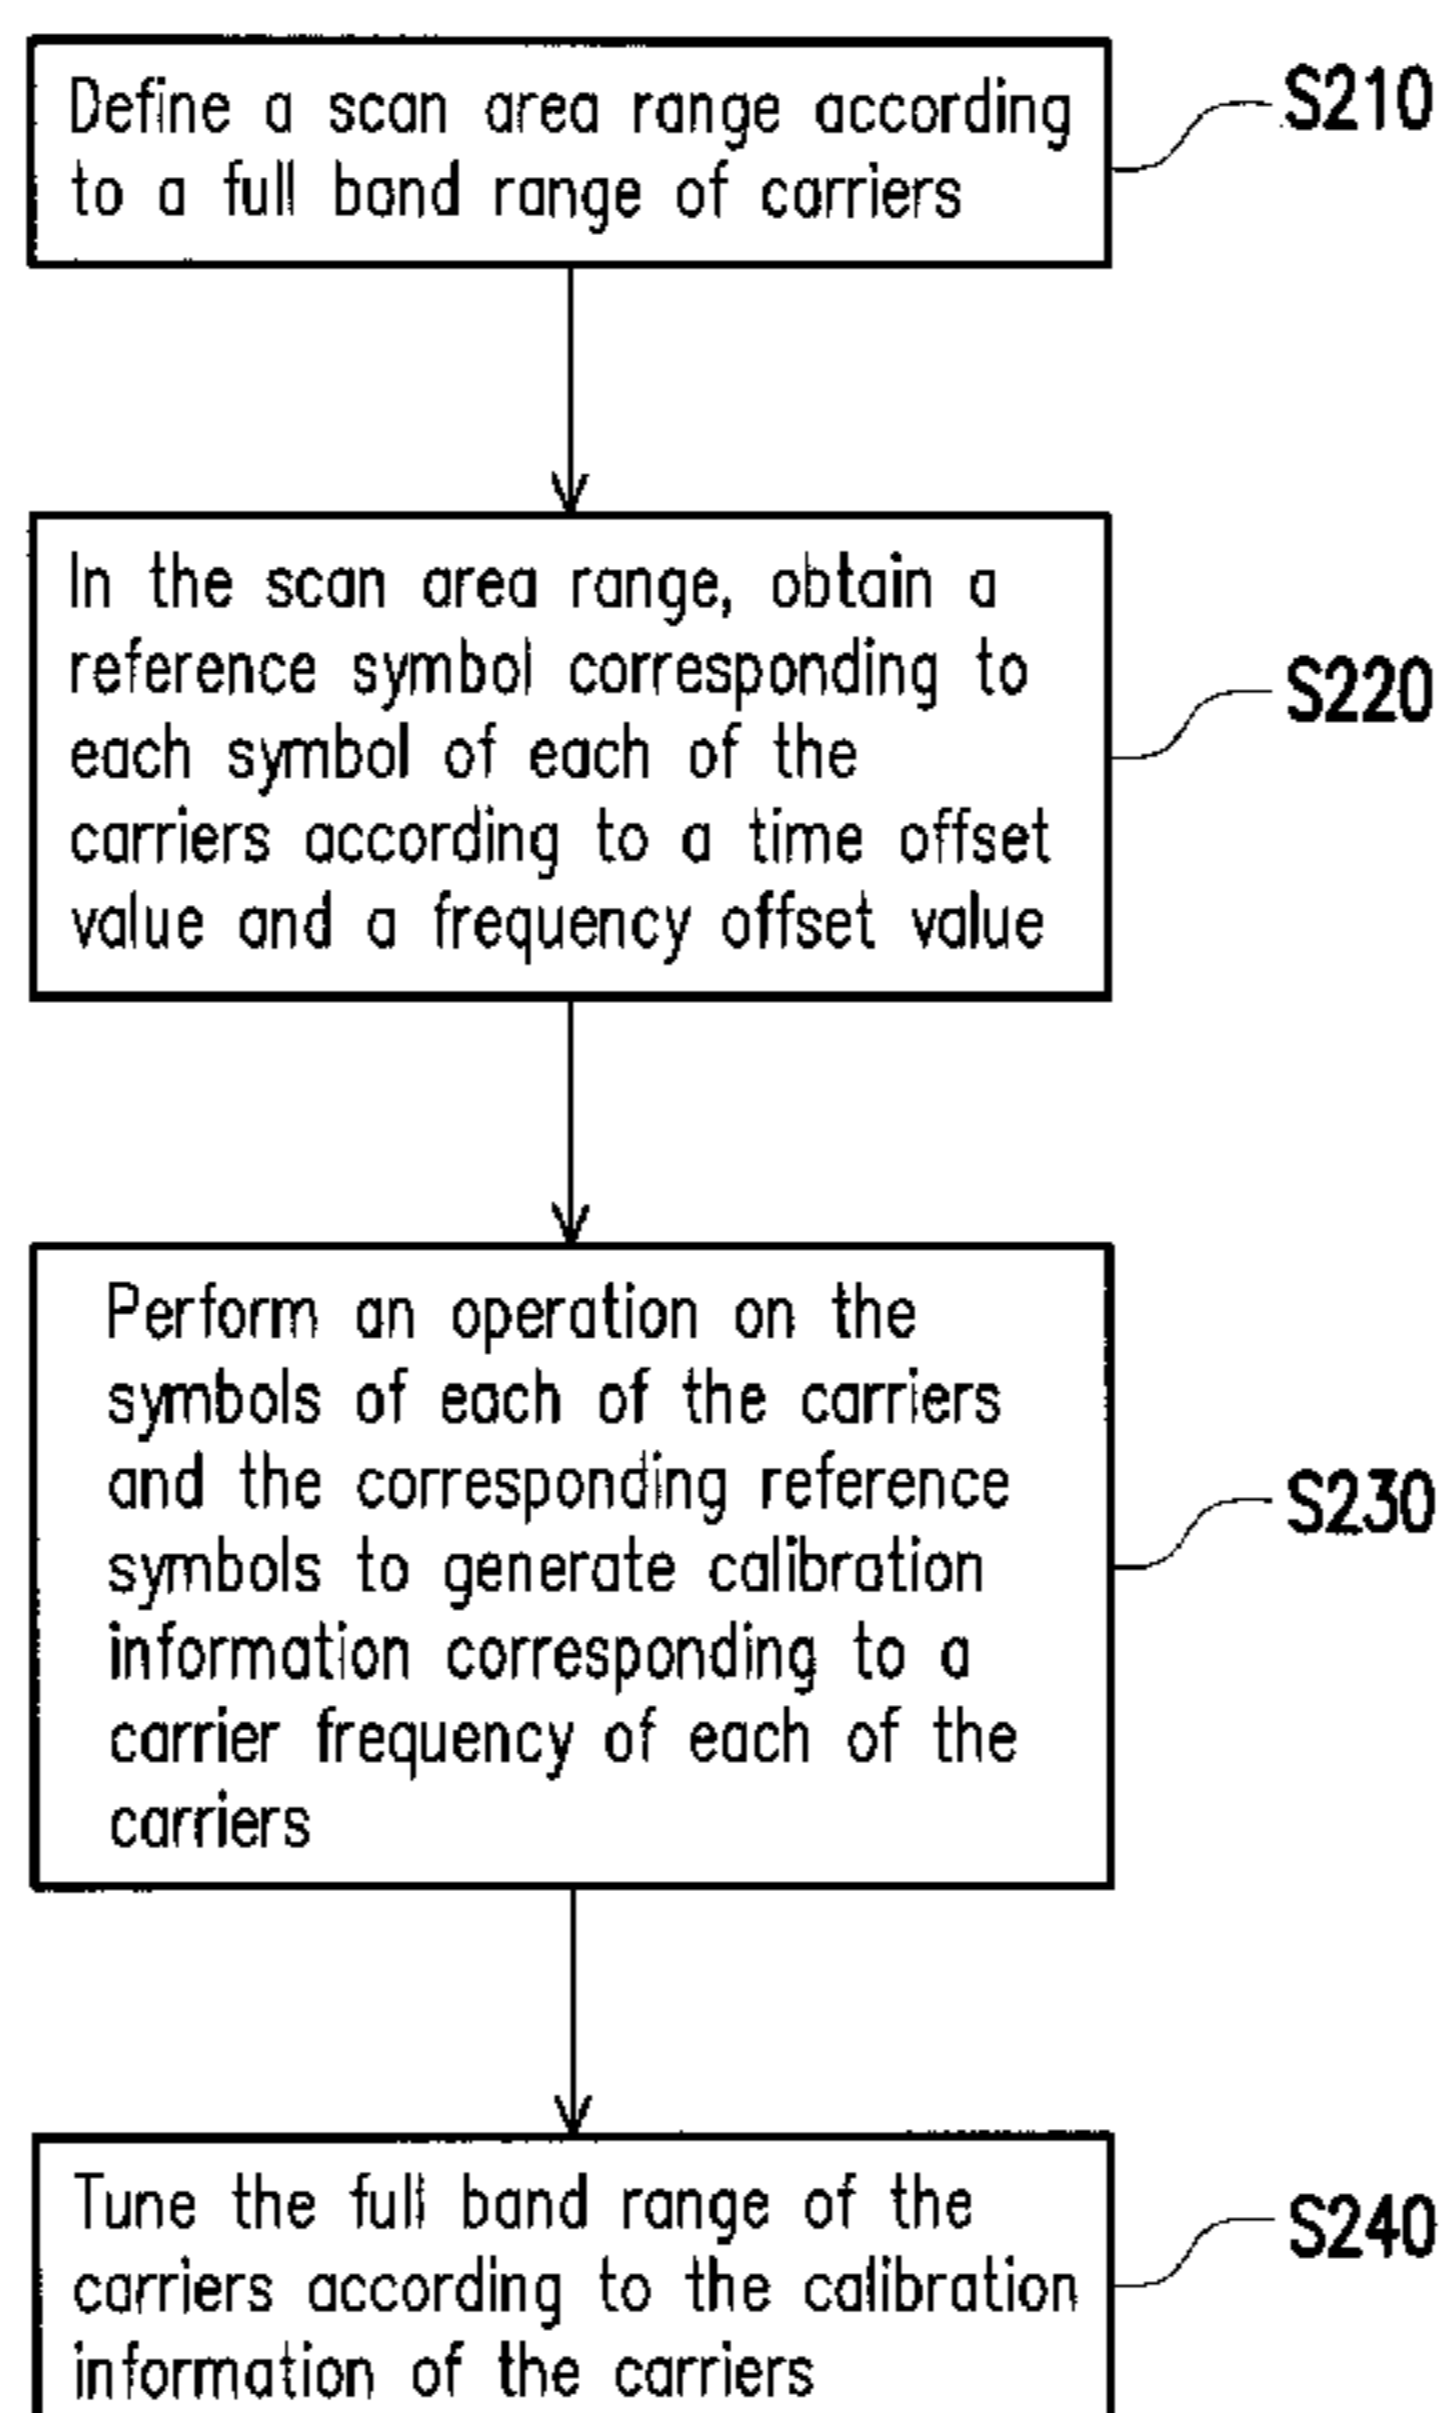 Define a scan area range according
to a full band range of carriers
S210
In the scan area range, obtain a
reference symbol corresponding to
each symbol of each of the
carriers according to a time offset
value and a frequency offset value
S220
Perform an operation on the
symbols of each of the carriers
and the corresponding reference
symbols to generate calibration
information corresponding to a
carrier frequency of each of the
carriers
S230
Tune the full band range of the
carriers according to the calibration
information of the carriers
S240